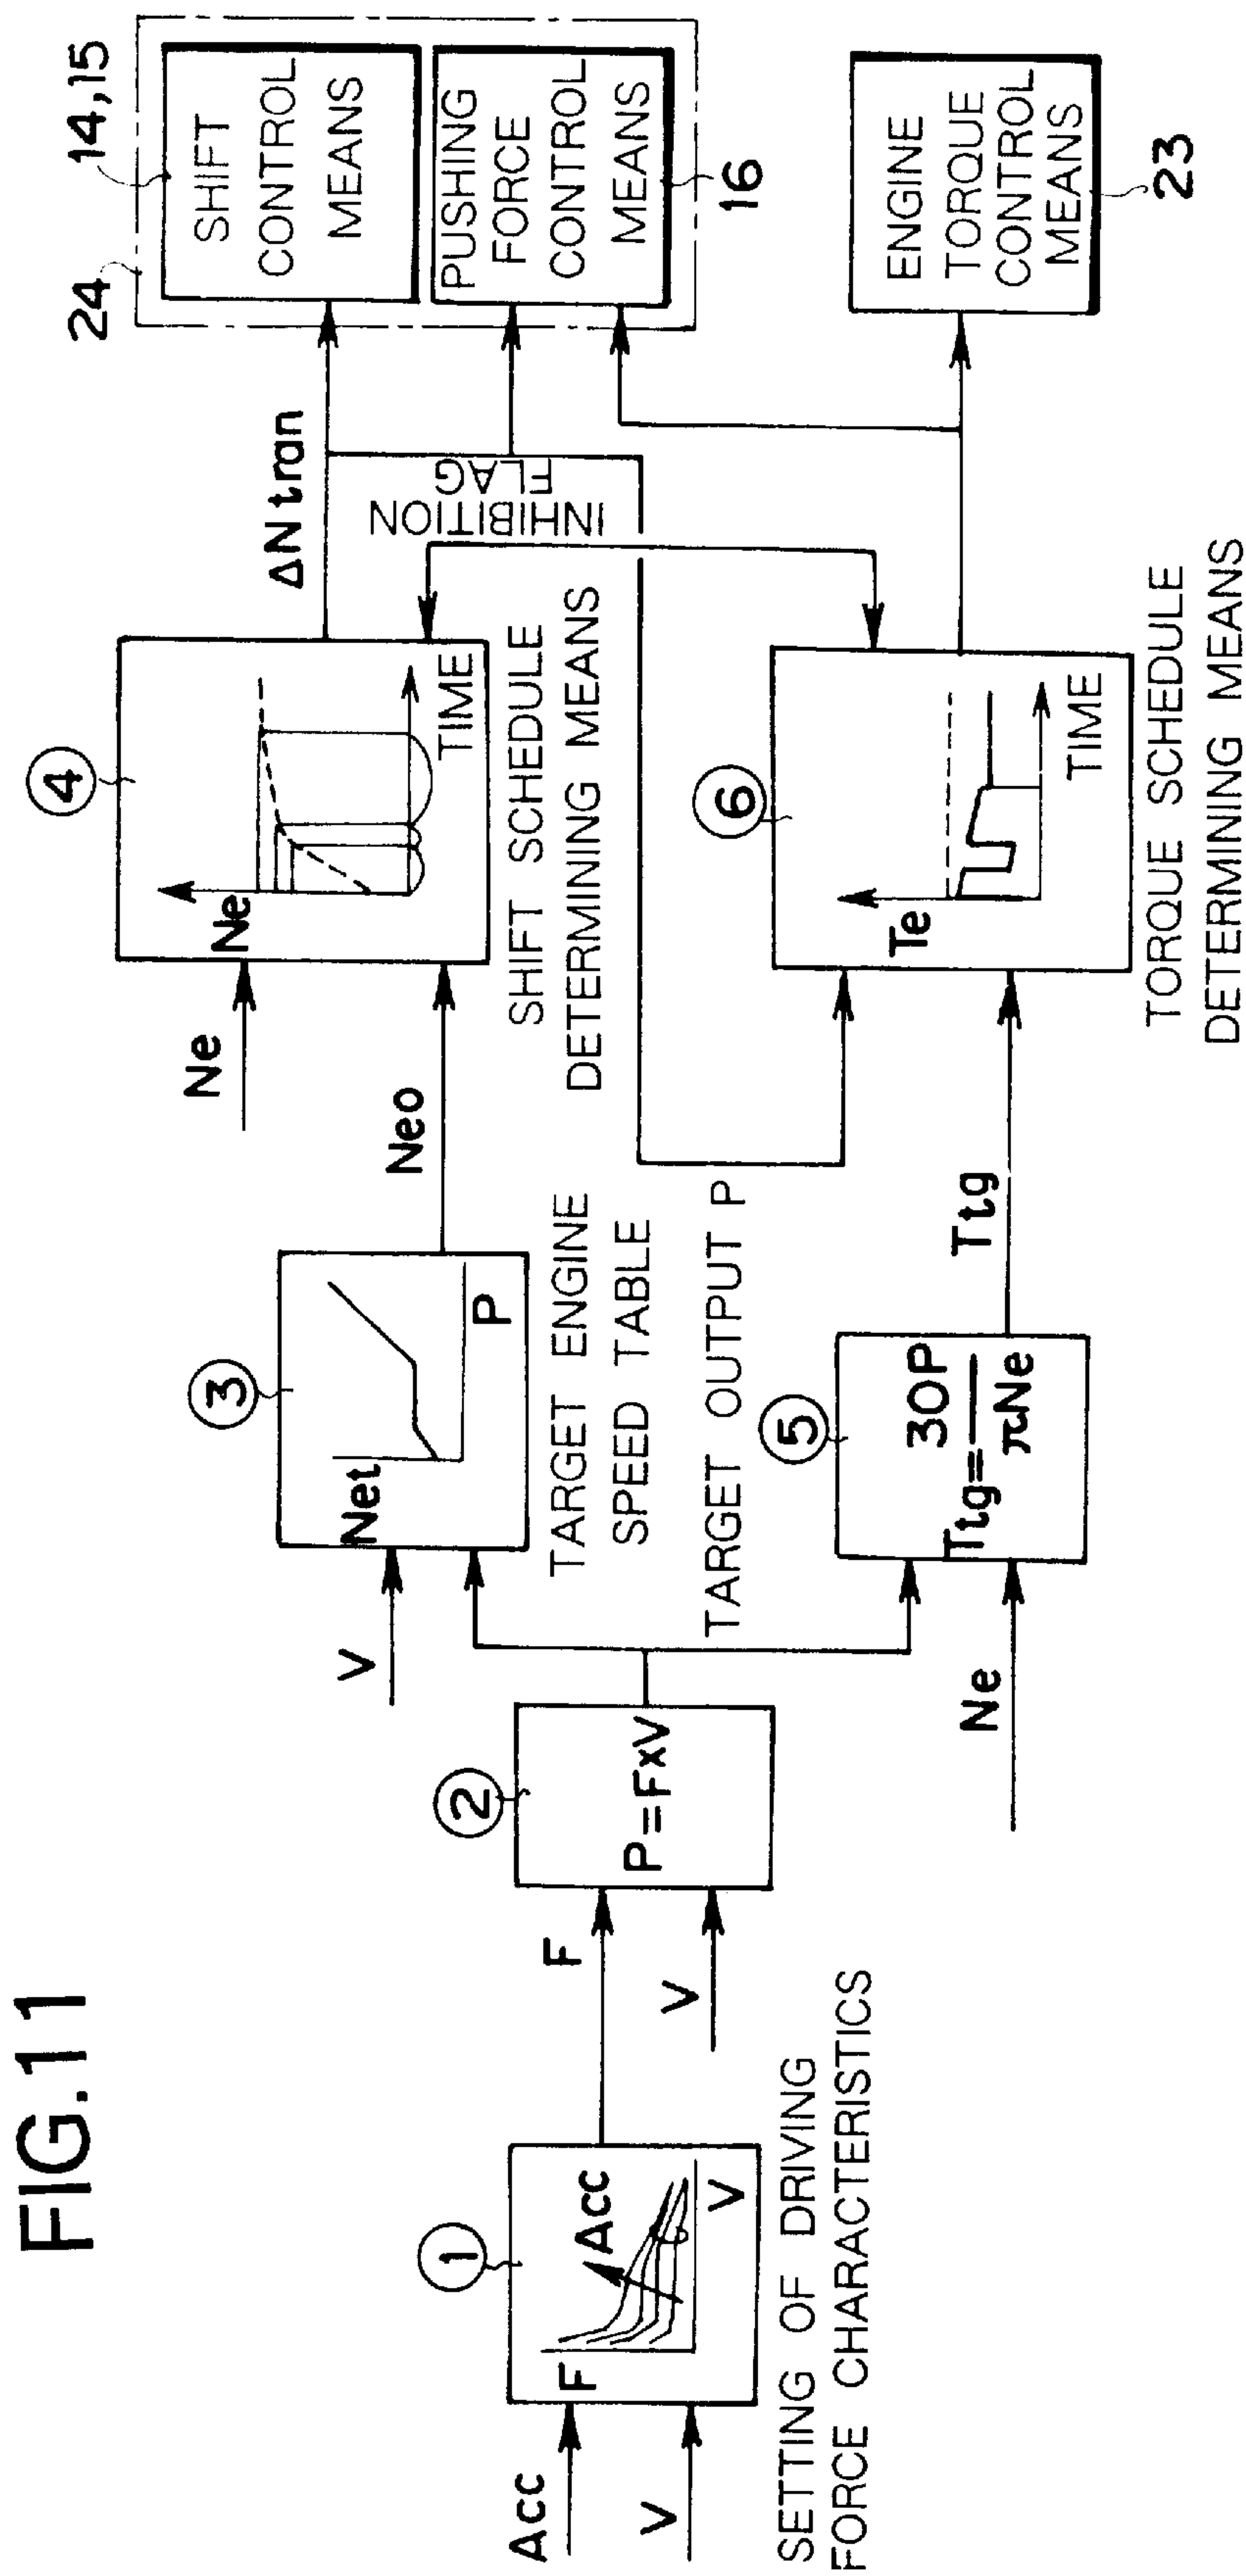 FIG.11
Acc
V
1
F
Acc
V
SETTING OF DRIVING
FORCE CHARACTERISTICS
F
V
2
P=F×V
V
3
Net
P
TARGET ENGINE
SPEED TABLE
TARGET OUTPUT P
Ne
5
Ttg=30P/πNe
Neo
Ttg
Ne
4
Ne
TIME
SHIFT SCHEDULE
DETERMINING MEANS
6
Te
TIME
TORQUE SCHEDULE
DETERMINING MEANS
ΔNtran
INHIBITION
FLAG
24
14,15
SHIFT
CONTROL
MEANS
PUSHING
FORCE
CONTROL
MEANS
16
ENGINE
TORQUE
CONTROL
MEANS
23